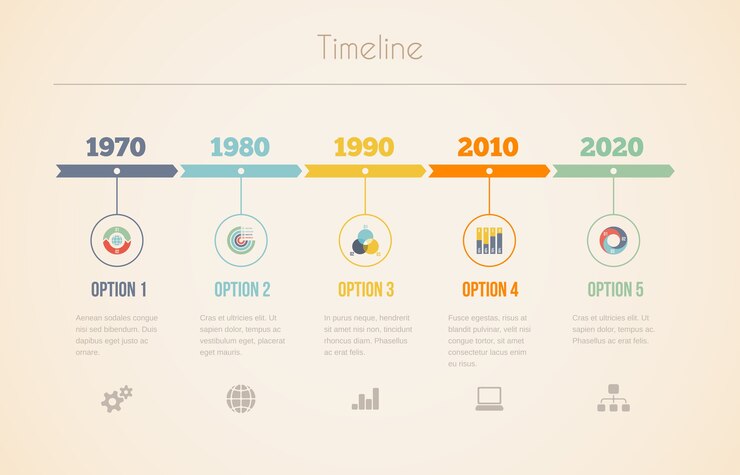 Timeline
1970
1980
1990
2010
2020
OPTION 1
OPTION 2
OPTION 3
OPTION 4
OPTION 5
Aenean sodales congue
nisi sed bibendum. Duis
dapibus eget justo ac
ornare.
Cras et ultricies elit. Ut
sapien dolor, tempus ac
vestibulum eget, placerat
eget mauris.
In purus neque, hendrerit
sit amet nisi non, tincidunt
rhoncus diam. Phasellus
ac erat felis.
Fusce egestas, risus at
blandit pulvinar, velit nisi
congue tortor, sit amet
consectetur lacus enim
eu risus.
Cras et ultricies elit. Ut
sapien dolor, tempus ac.
Phasellus ac erat felis.